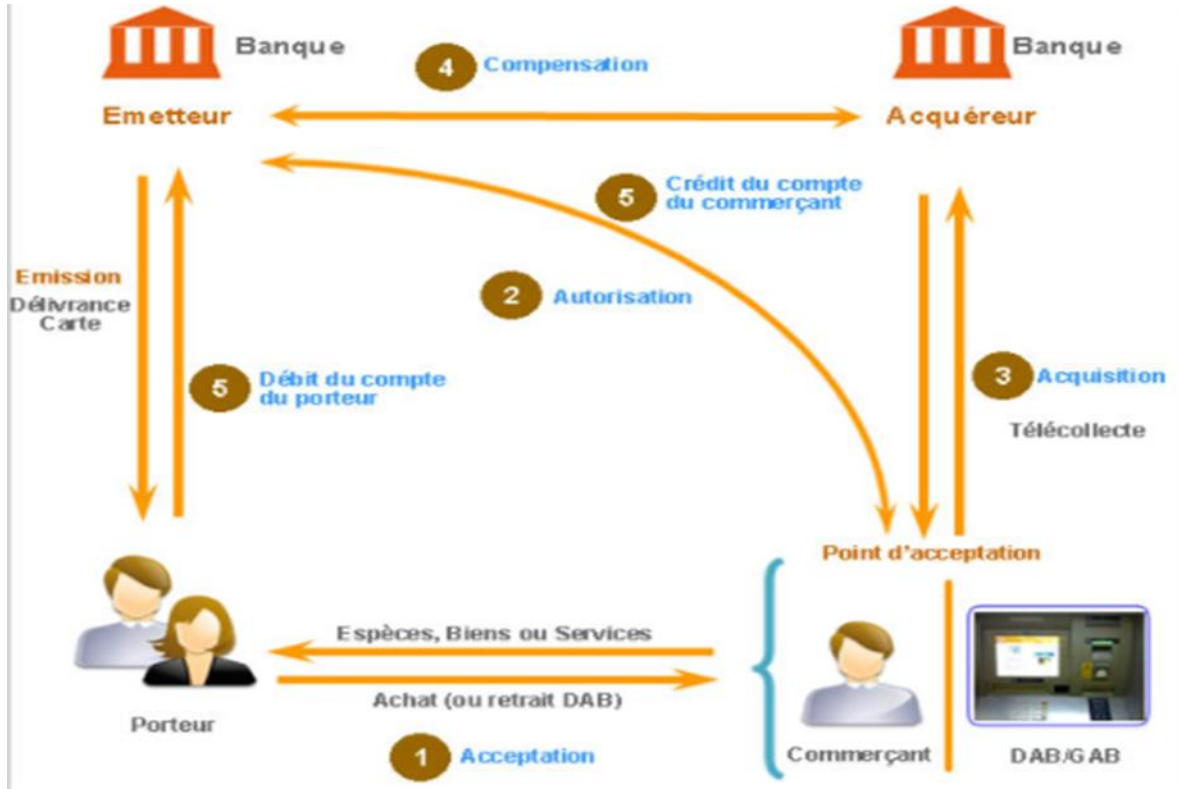 Banque
Banque
4 Compensation
Emetteur
Acquéreur
5 Crédit du compte
du commerçant
Emission
Délivrance
Carte
2 Autorisation
5 Débit du compte
du porteur
3 Acquisition
Télécollecte
Point d'acceptation
Espèces, Biens ou Services
Achat (ou retrait DAB)
Porteur
1 Acceptation
Commerçant
DAB/GAB